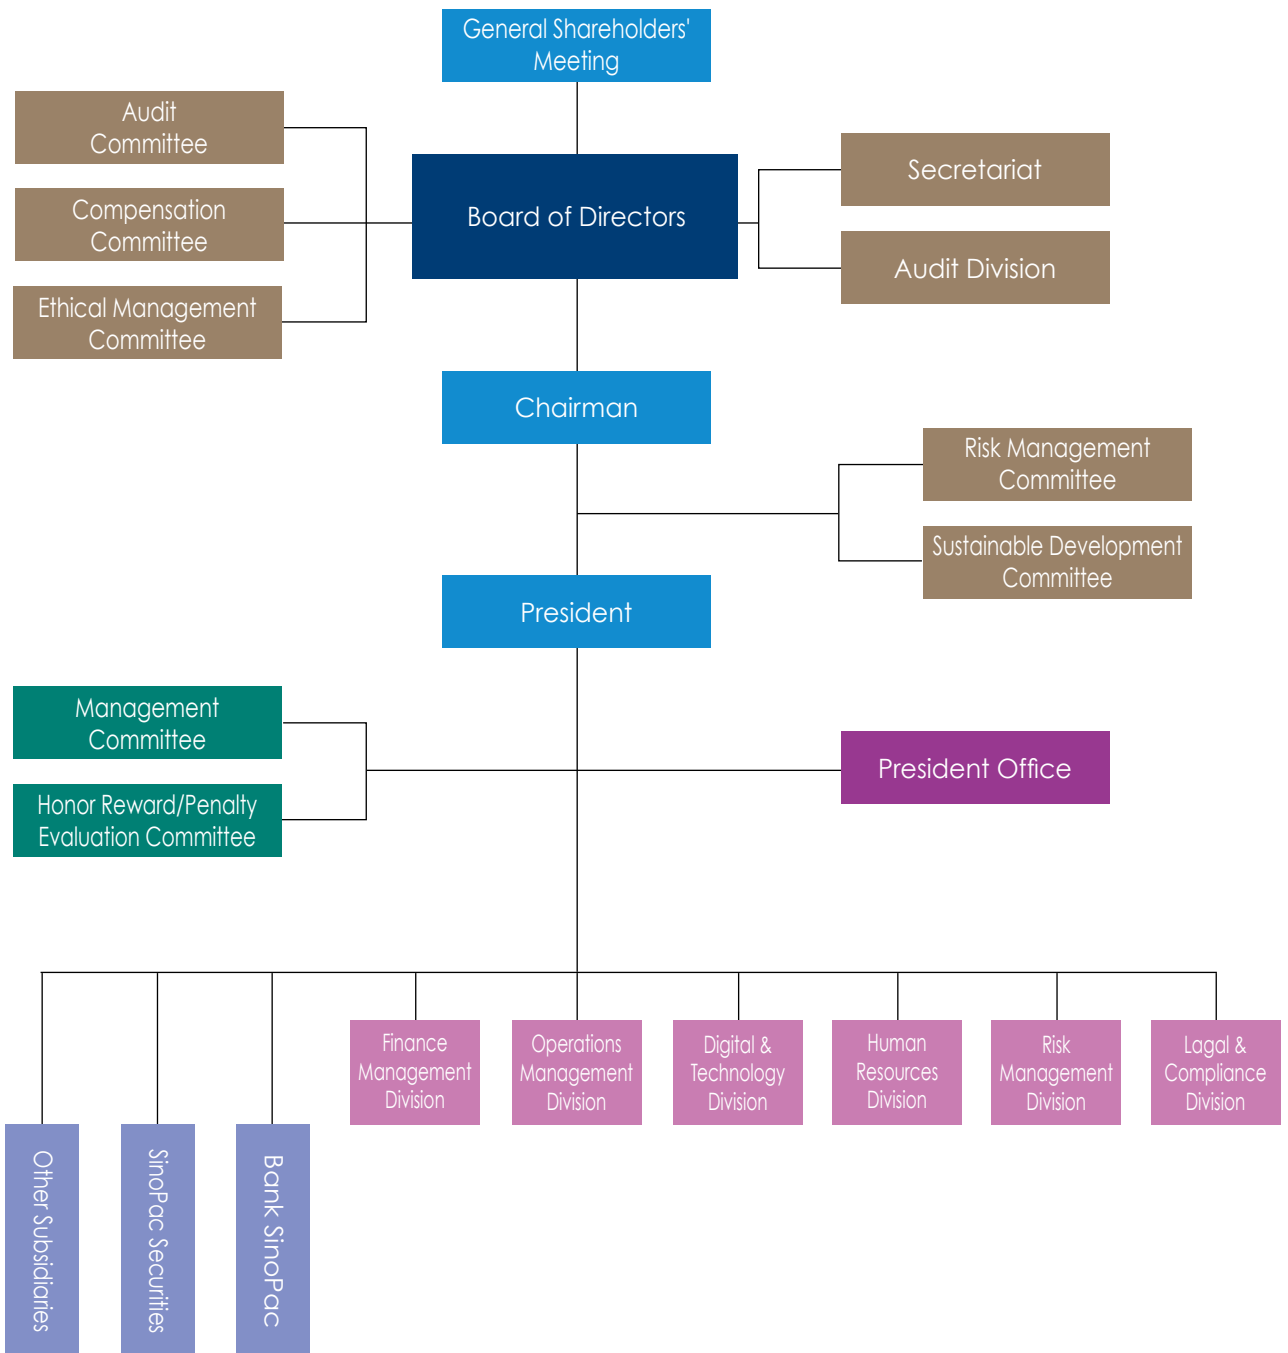 General Shareholders'
Meeting
Audit
Committee
Compensation
Committee
Ethical Management
Committee
Board of Directors
Secretariat
Audit Division
Chairman
Risk Management
Committee
Sustainable Development
Committee
President
Management
Committee
Honor Reward/Penalty
Evaluation Committee
President Office
Other Subsidiaries
SinoPac Securities
Bank SinoPac
Finance
Management
Division
Operations
Management
Division
Digital &
Technology
Division
Human
Resources
Division
Risk
Management
Division
Lagal &
Compliance
Division